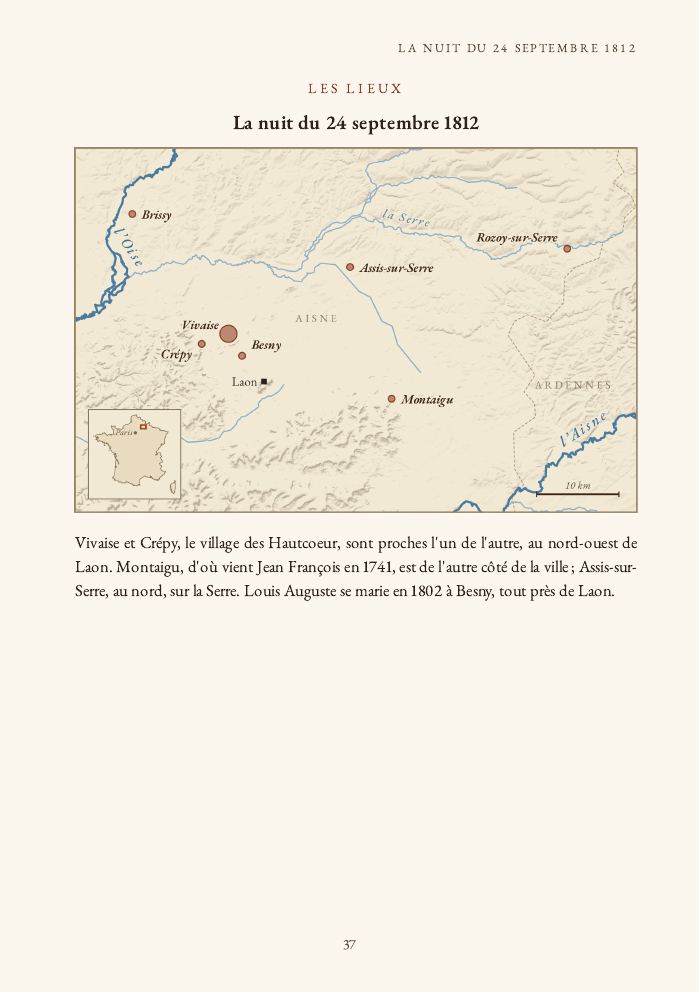 LA NUIT DU 24 SEPTEMBRE 1812
LES LIEUX
La nuit du 24 septembre 1812
Brissy
l'Oise
la Serre
Rozoy-sur-Serre
Assis-sur-Serre
AISNE
Vivaise
Besny
Crépy
Laon
Montaigu
ARDENNES
Paris
l'Aisne
10 km
Vivaise et Crépy, le village des Hautcoeur, sont proches l'un de l'autre, au nord-ouest de
Laon. Montaigu, d'où vient Jean François en 1741, est de l'autre côté de la ville ; Assis-sur-
Serre, au nord, sur la Serre. Louis Auguste se marie en 1802 à Besny, tout près de Laon.
37